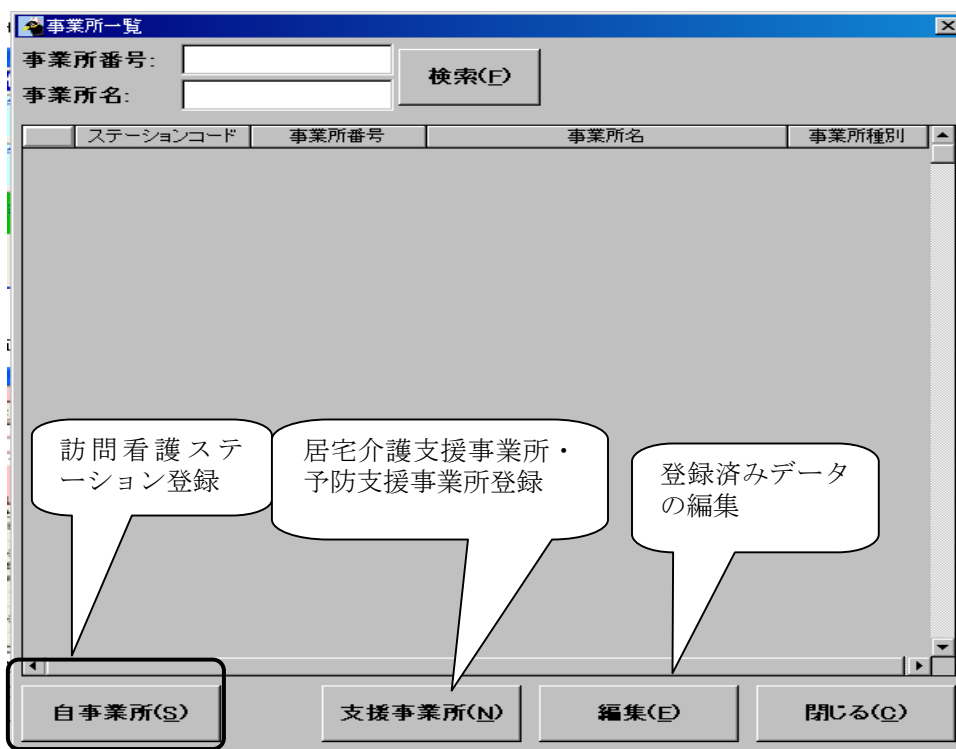 事業所一覧
事業所番号:
検索(F)
事業所名:
ステーションコード 事業所番号 事業所名 事業所種別
訪問看護ステ
ーション登録
居宅介護支援事業所・
予防支援事業所登録
登録済みデータ
の編集
自事業所(S) 支援事業所(N) 編集(E) 閉じる(C)